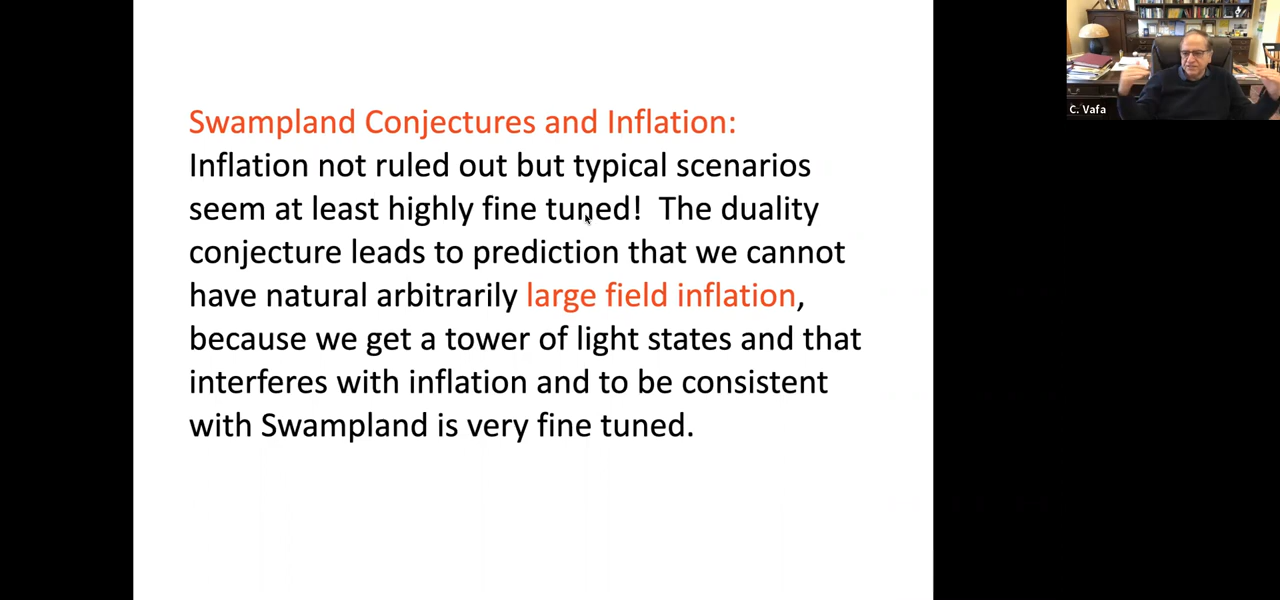 Swampland Conjectures and Inflation:
Inflation not ruled out but typical scenarios
seem at least highly fine tuned!  The duality
conjecture leads to prediction that we cannot
have natural arbitrarily large field inflation,
because we get a tower of light states and that
interferes with inflation and to be consistent
with Swampland is very fine tuned.
C. Vafa